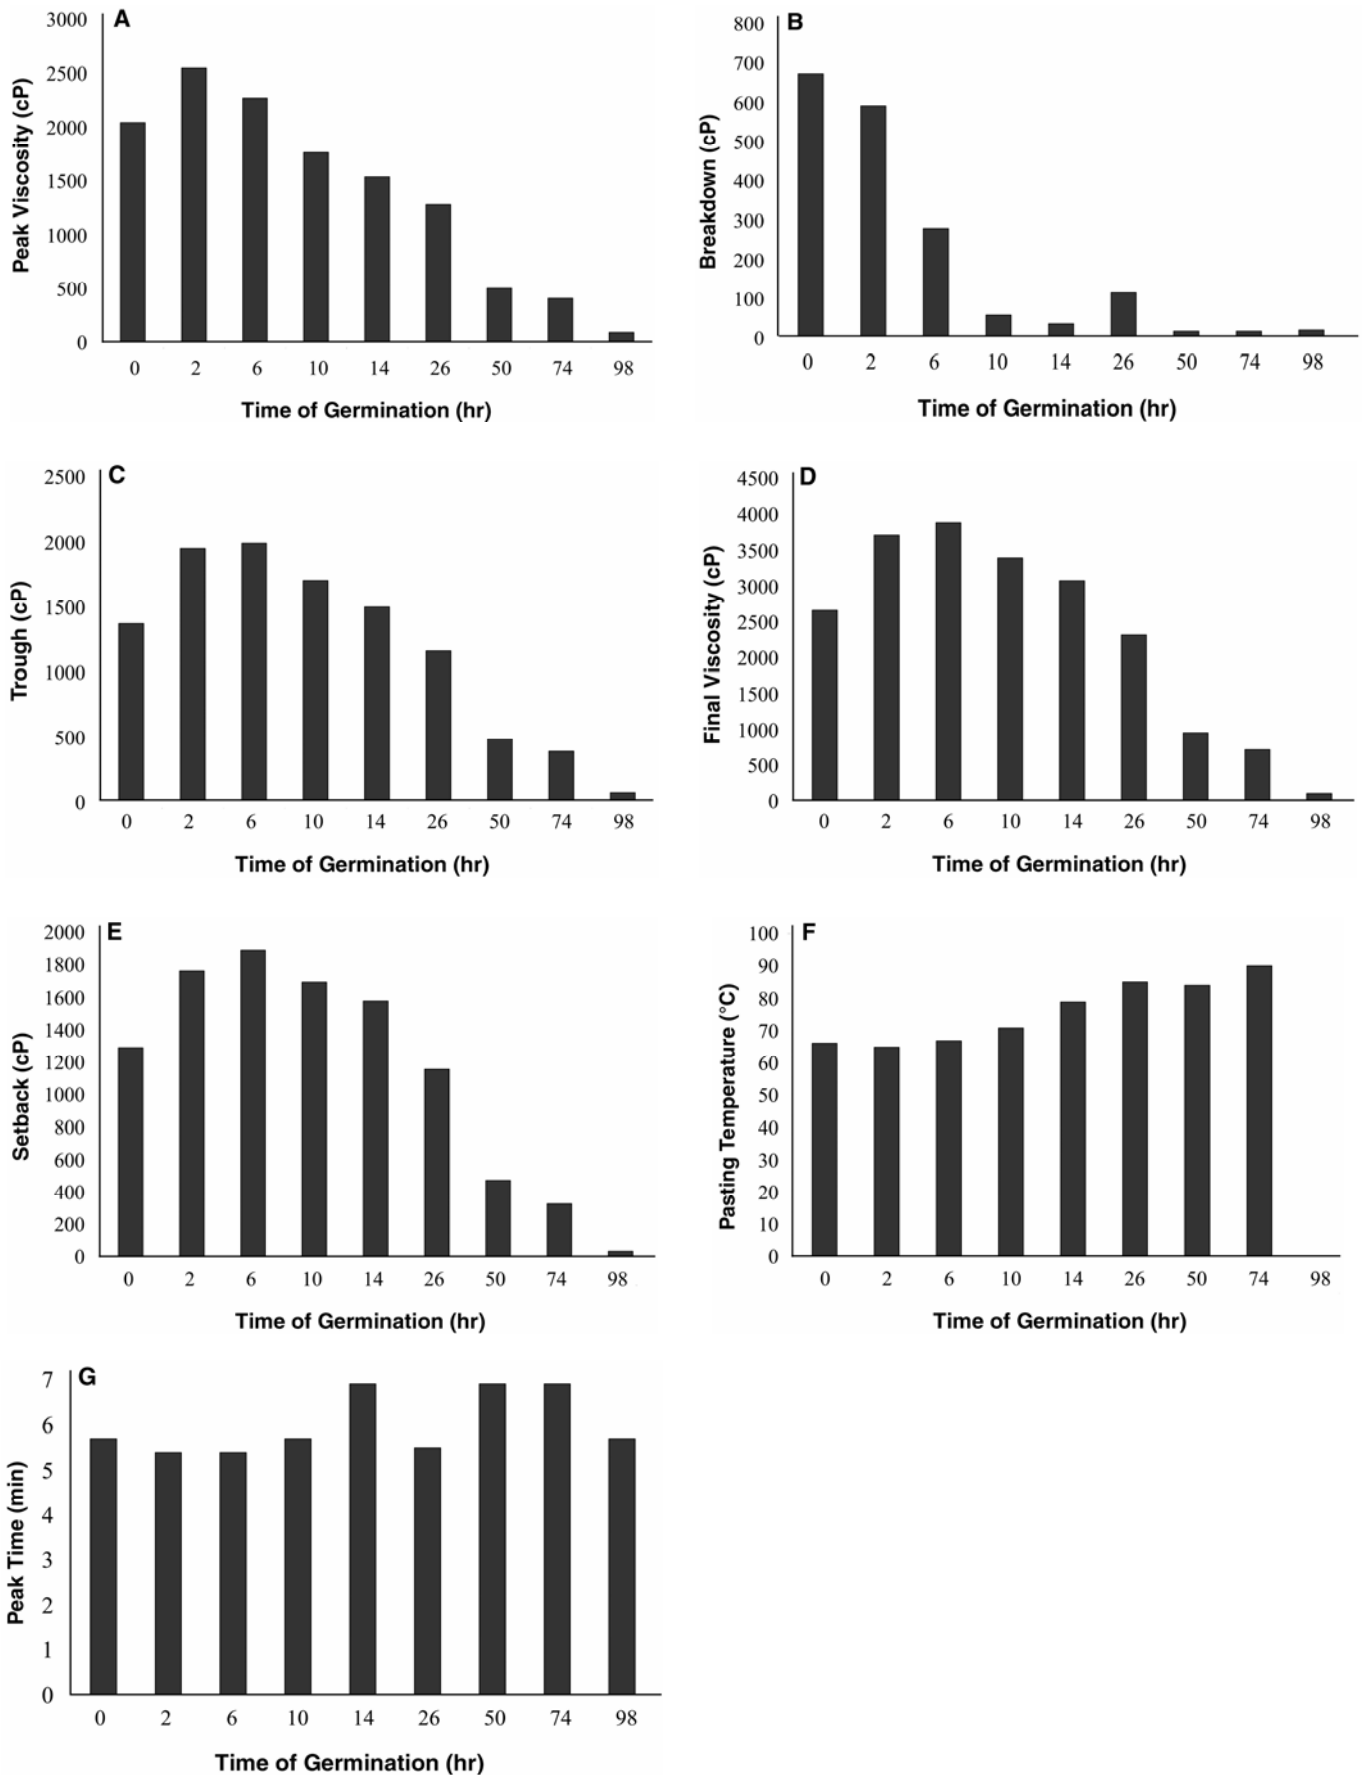 A
Peak Viscosity (cP)
3000
2500
2000
1500
1000
500
0
0 2 6 10 14 26 50 74 98
Time of Germination (hr)
B
Breakdown (cP)
800
700
600
500
400
300
200
100
0
0 2 6 10 14 26 50 74 98
Time of Germination (hr)
C
Trough (cP)
2500
2000
1500
1000
500
0
0 2 6 10 14 26 50 74 98
Time of Germination (hr)
D
Final Viscosity (cP)
4500
4000
3500
3000
2500
2000
1500
1000
500
0
0 2 6 10 14 26 50 74 98
Time of Germination (hr)
E
Setback (cP)
2000
1800
1600
1400
1200
1000
800
600
400
200
0
0 2 6 10 14 26 50 74 98
Time of Germination (hr)
F
Pasting Temperature (°C)
100
90
80
70
60
50
40
30
20
10
0
0 2 6 10 14 26 50 74 98
Time of Germination (hr)
G
Peak Time (min)
7
6
5
4
3
2
1
0
0 2 6 10 14 26 50 74 98
Time of Germination (hr)